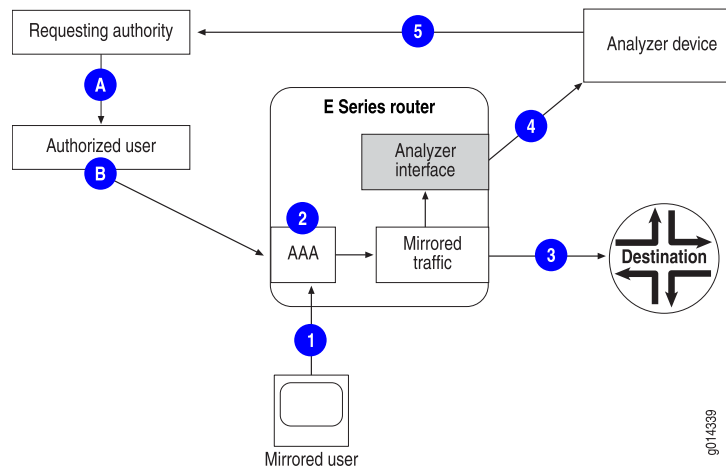 Requesting authority
5
Analyzer device
A
E Series router
4
Authorized user
Analyzer
interface
B
2
AAA
Mirrored
traffic
3
Destination
1
Mirrored user
g014339